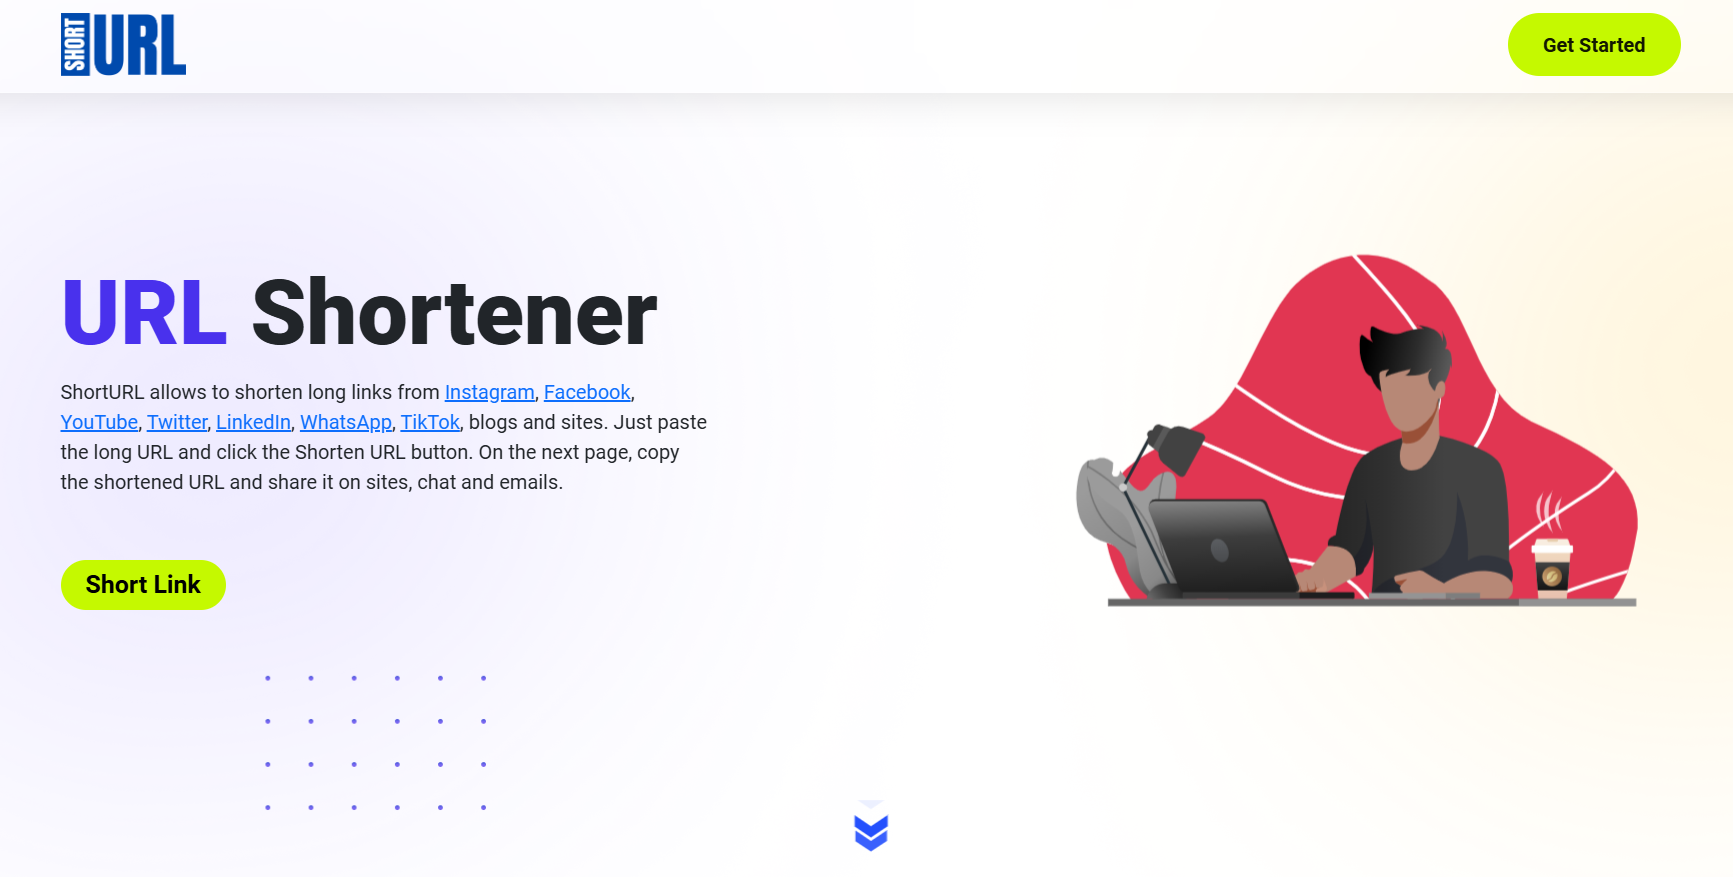 SHORT URL
Get Started
URL Shortener
ShortURL allows to shorten long links from Instagram, Facebook,
YouTube, Twitter, LinkedIn, WhatsApp, TikTok, blogs and sites. Just paste
the long URL and click the Shorten URL button. On the next page, copy
the shortened URL and share it on sites, chat and emails.
Short Link